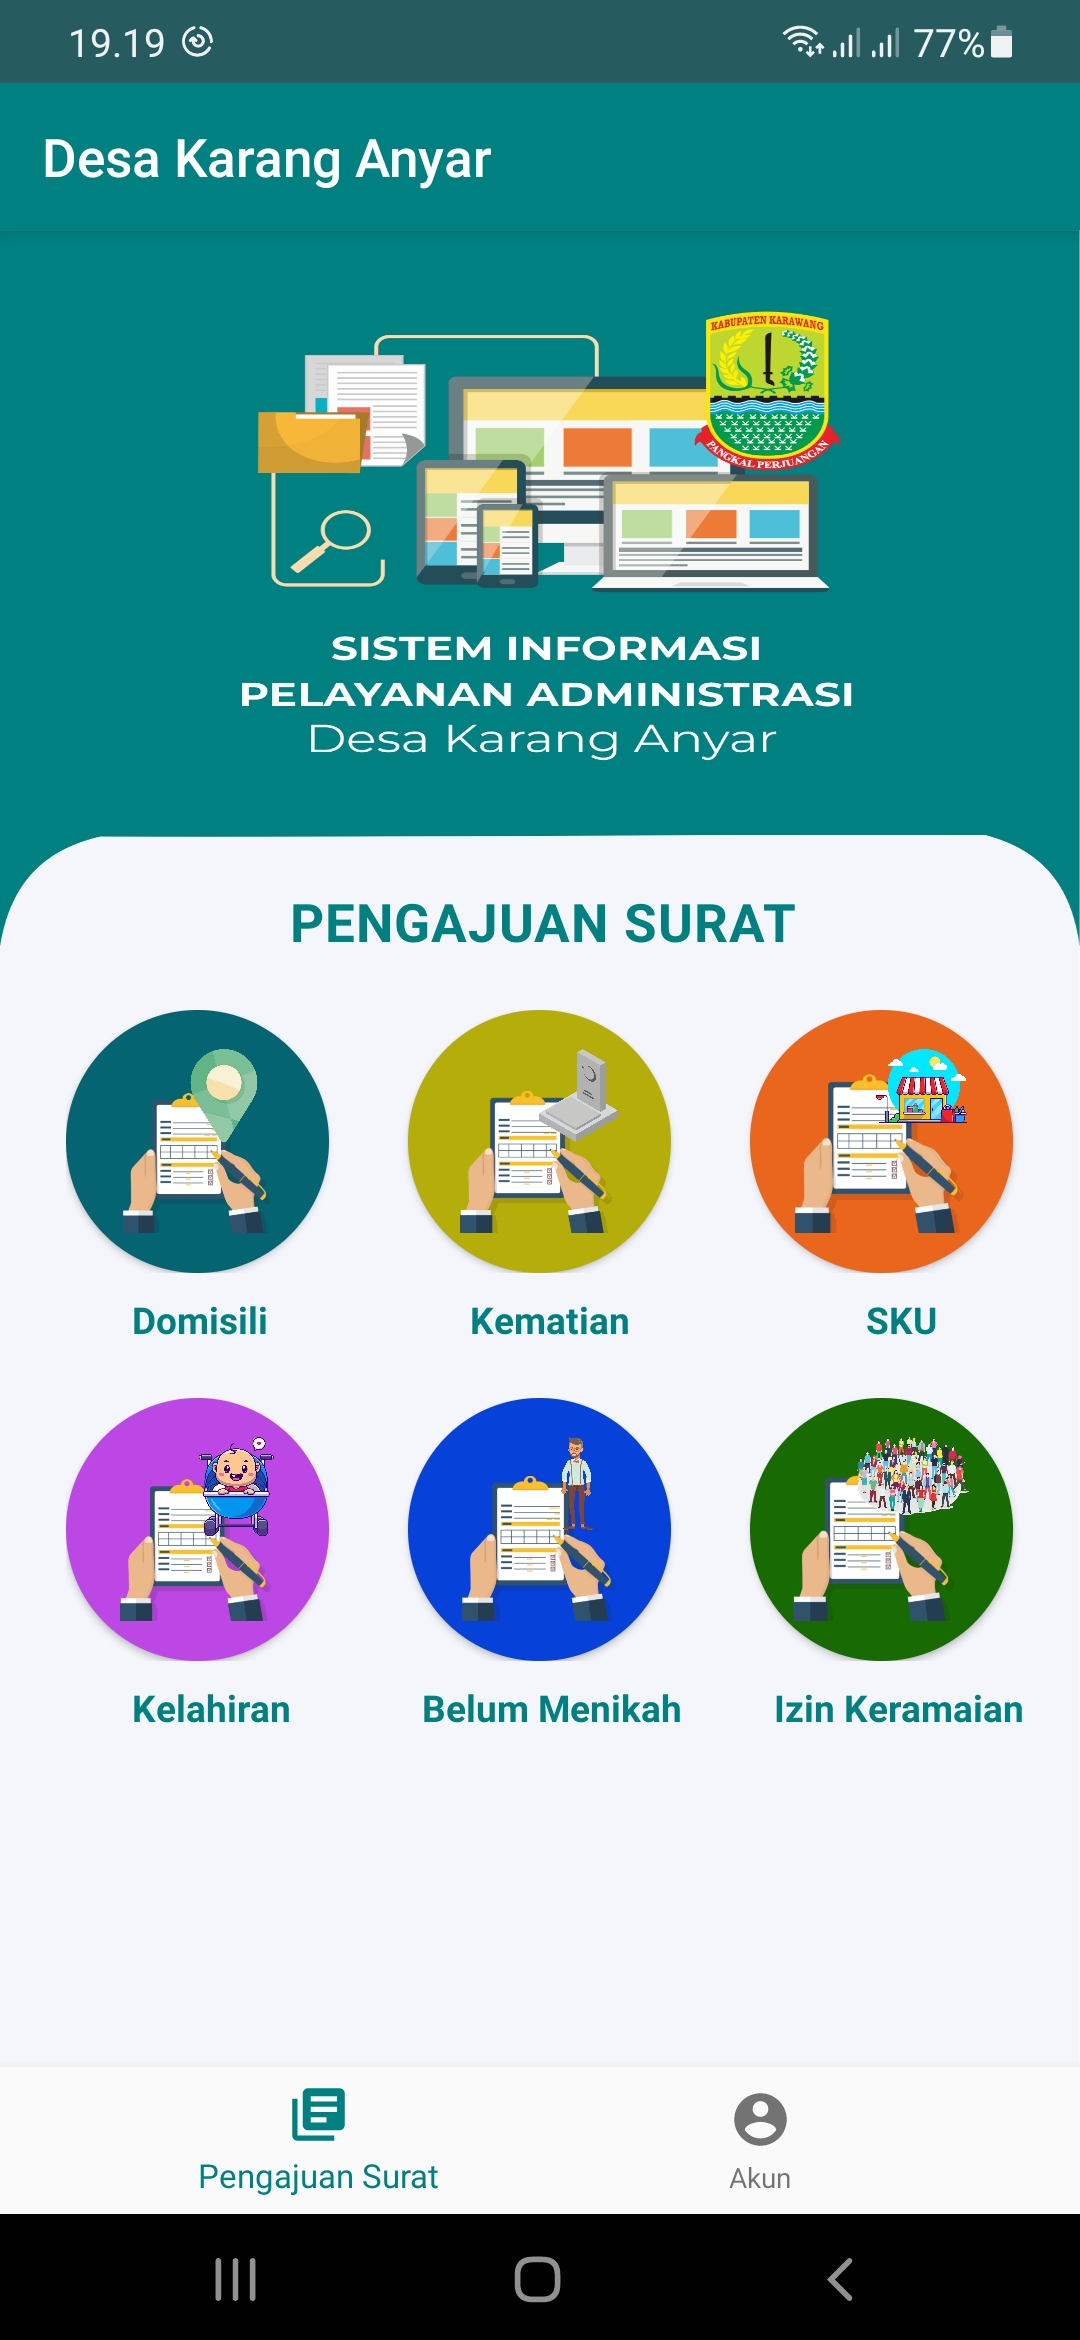 19.19
77%
Desa Karang Anyar
KABUPATEN KARAWANG
PANGKAL PERJUANGAN
SISTEM INFORMASI
PELAYANAN ADMINISTRASI
Desa Karang Anyar
PENGAJUAN SURAT
Domisili
Kematian
SKU
Kelahiran
Belum Menikah
Izin Keramaian
Pengajuan Surat
Akun